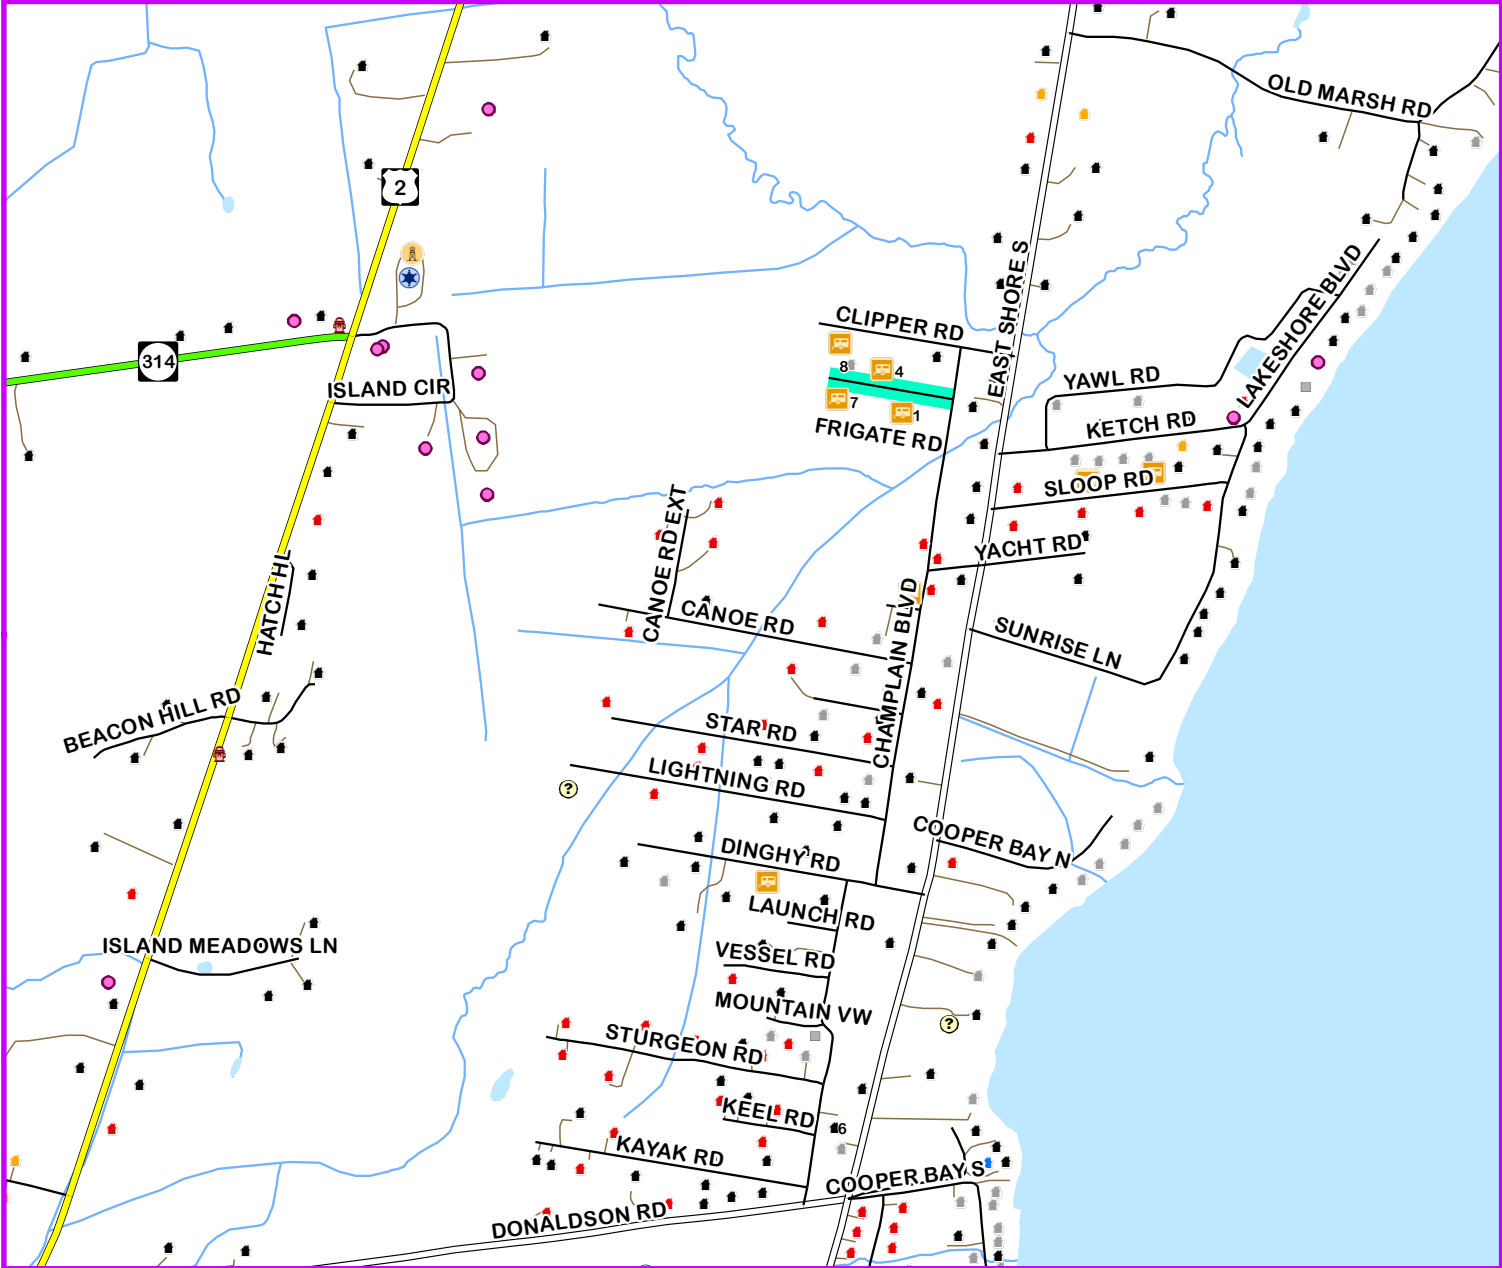 OLD MARSH RD
2
EAST SHORE S
LAKESHORE BLVD
CLIPPER RD
314
8
4
ISLAND CIR
YAWL RD
7
1
KETCH RD
FRIGATE RD
SLOOP RD
CANOE RD EXT
YACHT RD
HATCH HL
CANOE RD
CHAMPLAIN BLVD
SUNRISE LN
BEACON HILL RD
STAR RD
LIGHTNING RD
?
COOPER BAY N
DINGHY RD
LAUNCH RD
ISLAND MEADOWS LN
VESSEL RD
MOUNTAIN VW
?
STURGEON RD
KEEL RD
6
KAYAK RD
COOPER BAY S
DONALDSON RD